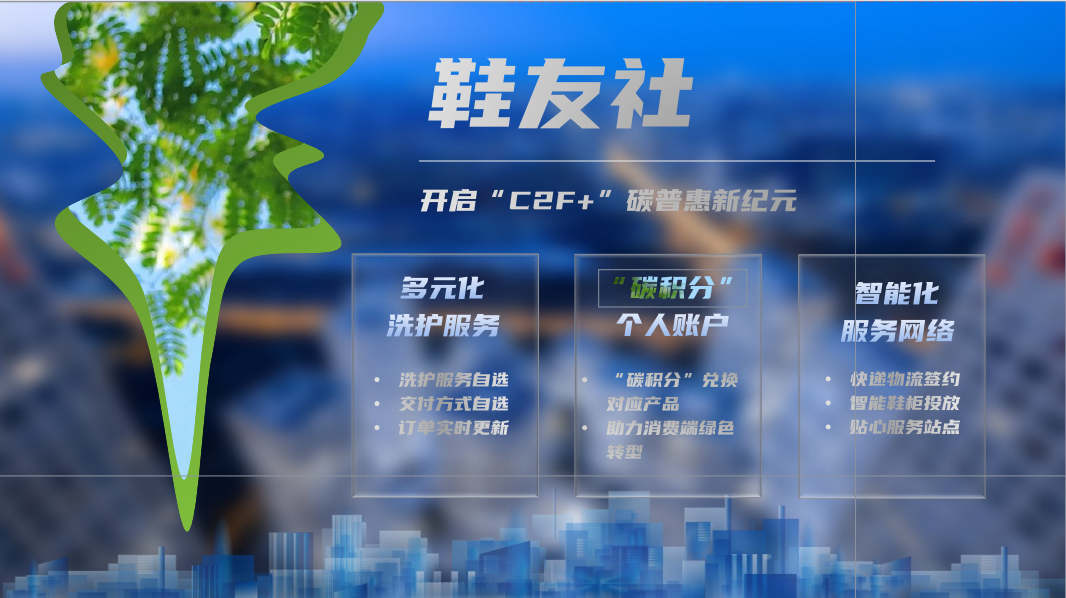 鞋友社
开启“C2F+”碳普惠新纪元
多元化
洗护服务
• 洗护服务自选
• 交付方式自选
• 订单实时更新
“碳积分”
个人账户
• “碳积分”兑换
对应产品
• 助力消费端绿色
转型
智能化
服务网络
• 快递物流签约
• 智能鞋柜投放
• 贴心服务站点